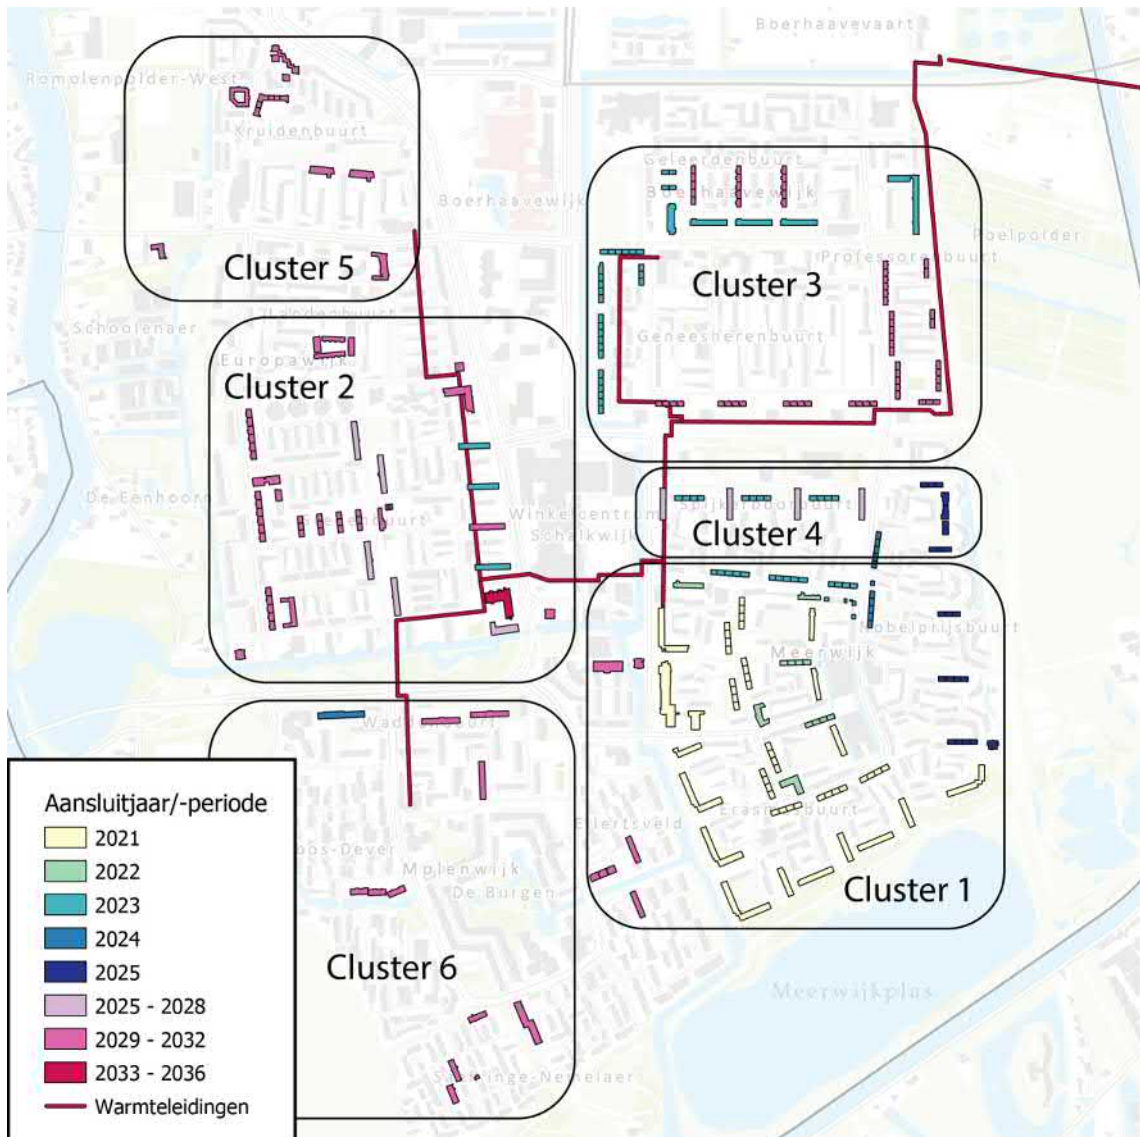 Boerhaavevaart
Romolenpolder-West
Kruidenbuurt
Geleerdenbuurt
Boerhaavewijk
Boerhaavewijk
Poelpolder
Professorenbuurt
Cluster 5
Cluster 3
Schoolenaer
Geneesherenbuurt
Europawijk
Cluster 2
De Eenhoorn
Winkelcentrum
Schalkwijk
Spijkerboorbuurt
Cluster 4
Nobelprijsbuurt
Meerwijk
Erasmusbuurt
Cluster 1
Molenwijk
De Burgen
Cluster 6
Meerwijkplas
Aansluitjaar/-periode
2021
2022
2023
2024
2025
2025 - 2028
2029 - 2032
2033 - 2036
Warmteleidingen